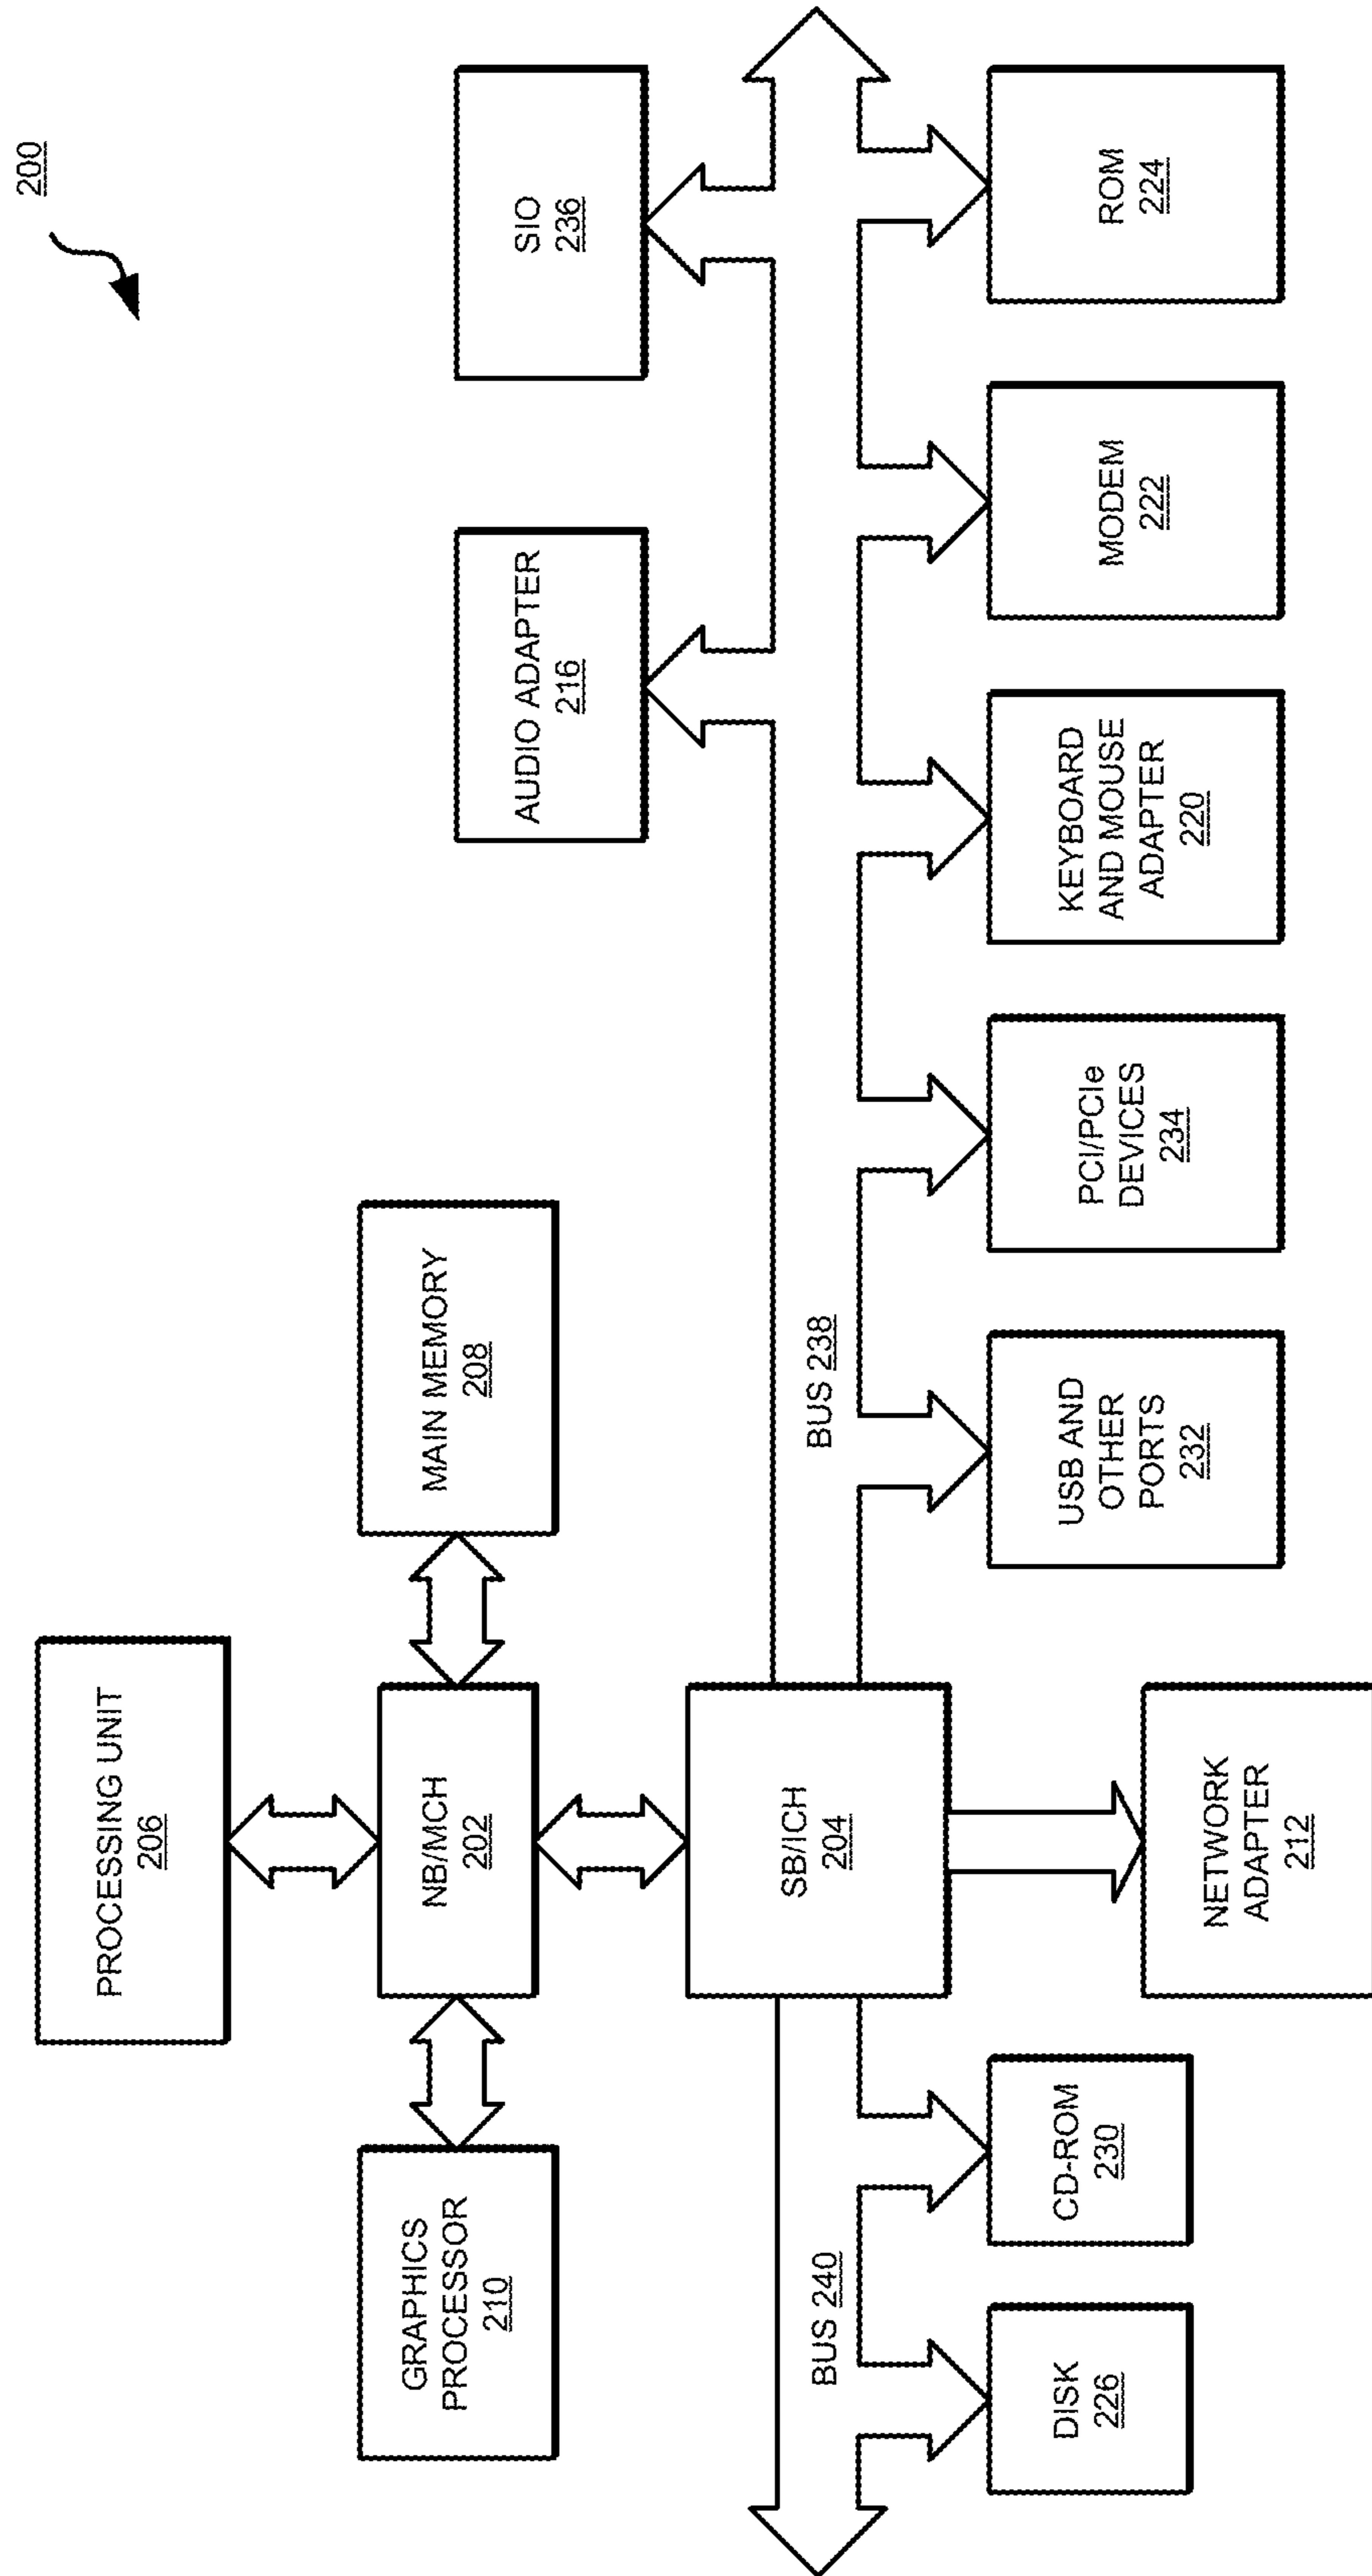 200
PROCESSING UNIT
206
GRAPHICS
PROCESSOR
210
NB/MCH
202
MAIN MEMORY
208
AUDIO ADAPTER
216
SIO
236
SB/ICH
204
BUS 240
BUS 238
DISK
226
CD-ROM
230
USB AND
OTHER
PORTS
232
PCI/PCIe
DEVICES
234
KEYBOARD
AND MOUSE
ADAPTER
220
MODEM
222
ROM
224
NETWORK
ADAPTER
212